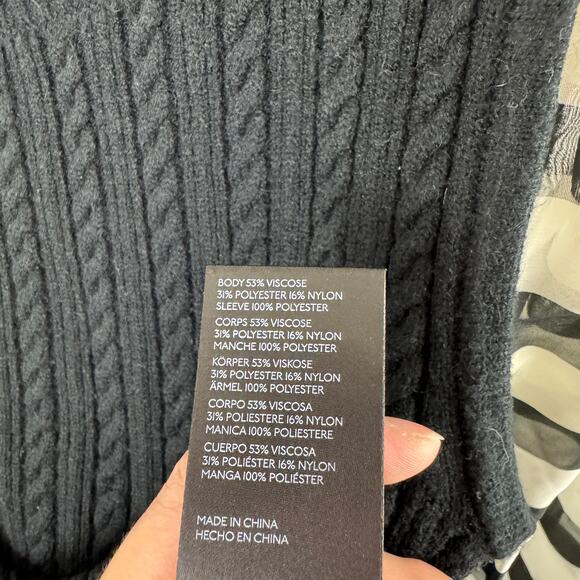 BODY 53% VISCOSE
31% POLYESTER 16% NYLON
SLEEVE 100% POLYESTER
CORPS 53% VISCOSE
31% POLYESTER 16% NYLON
MANCHE 100% POLYESTER
KÖRPER 53% VISKOSE
31% POLYESTER 16% NYLON
ÄRMEL 100% POLYESTER
CORPO 53% VISCOSA
31% POLIESTERE 16% NYLON
MANICA 100% POLIESTERE
CUERPO 53% VISCOSA
31% POLIÉSTER 16% NYLON
MANGA 100% POLIÉSTER
MADE IN CHINA
HECHO EN CHINA